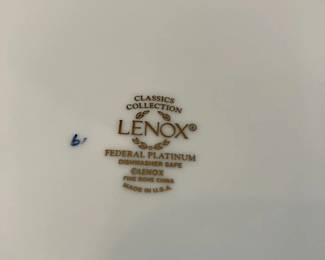 CLASSICS
COLLECTION
LENOX®
FEDERAL PLATINUM
DISHWASHER SAFE
©LENOX
FINE BONE CHINA
MADE IN U.S.A.